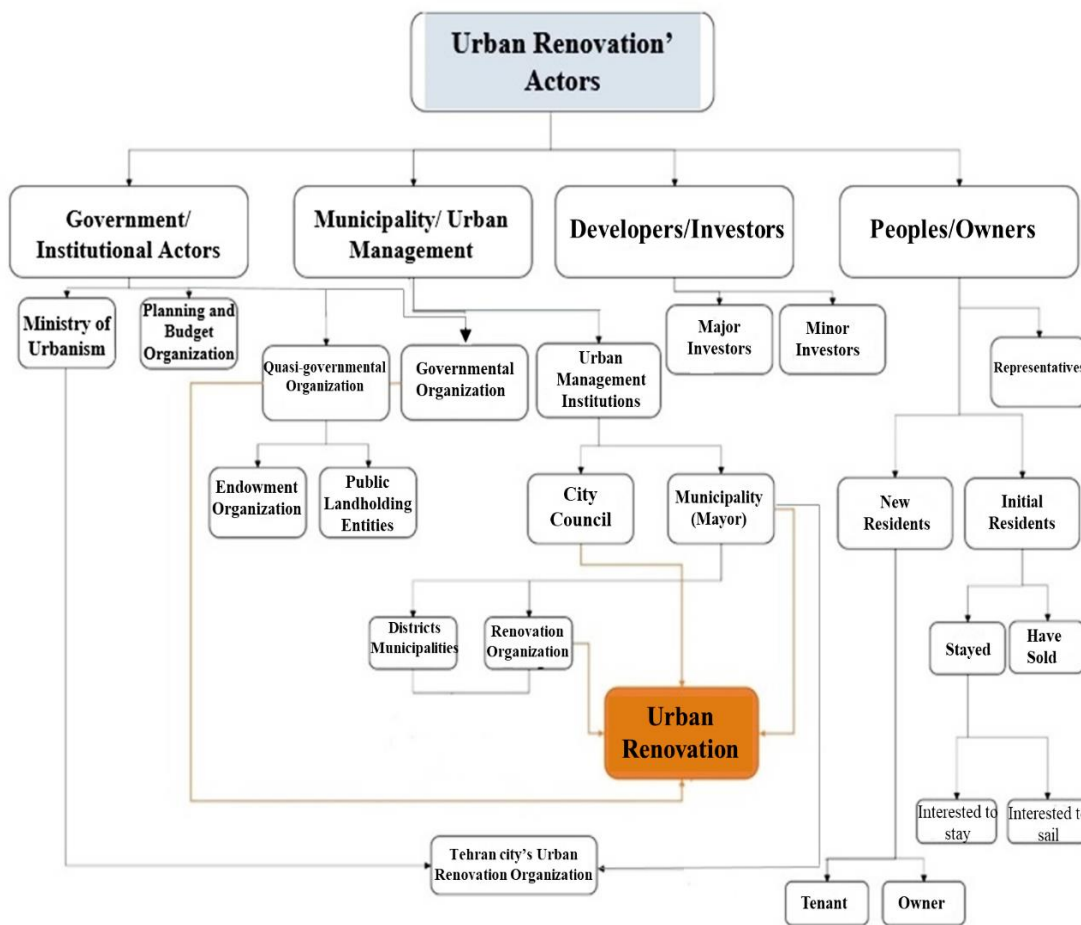 Urban Renovation’
Actors
Government/
Institutional Actors
Municipality/ Urban
Management
Developers/Investors
Peoples/Owners
Ministry of
Urbanism
Planning and
Budget
Organization
Quasi-governmental
Organization
Governmental
Organization
Urban
Management
Institutions
Major
Investors
Minor
Investors
Representatives
Endowment
Organization
Public
Landholding
Entities
City
Council
Municipality
(Mayor)
New
Residents
Initial
Residents
Districts
Municipalities
Renovation
Organization
Stayed
Have
Sold
Urban
Renovation
Interested to
stay
Interested to
sail
Tehran city’s Urban
Renovation Organization
Tenant
Owner